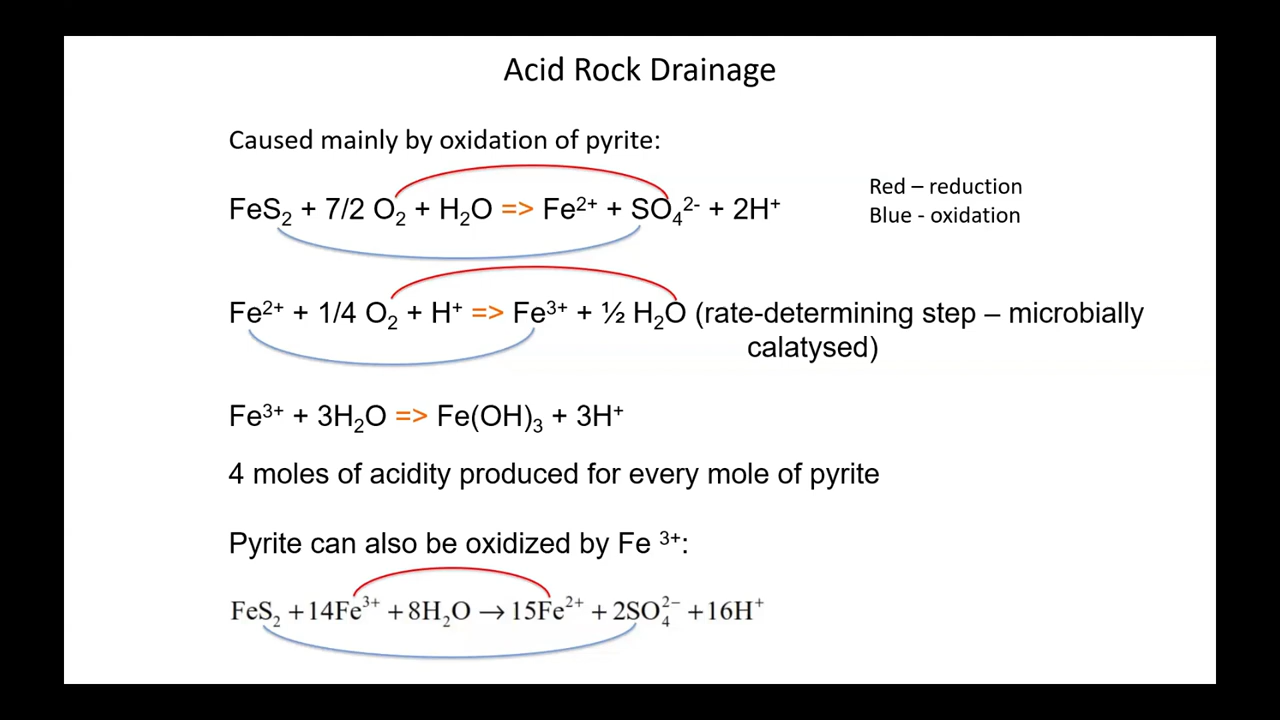 Acid Rock Drainage
Caused mainly by oxidation of pyrite:
Red – reduction
Blue - oxidation
FeS₂ + 7/2 O₂ + H₂O => Fe²⁺ + SO₄²⁻ + 2H⁺
Fe²⁺ + 1/4 O₂ + H⁺ => Fe³⁺ + ½ H₂O (rate-determining step – microbially
calatysed)
Fe³⁺ + 3H₂O => Fe(OH)₃ + 3H⁺
4 moles of acidity produced for every mole of pyrite
Pyrite can also be oxidized by Fe ³⁺:
FeS₂ +14Fe³⁺ +8H₂O → 15Fe²⁺ + 2SO₄²⁻ +16H⁺